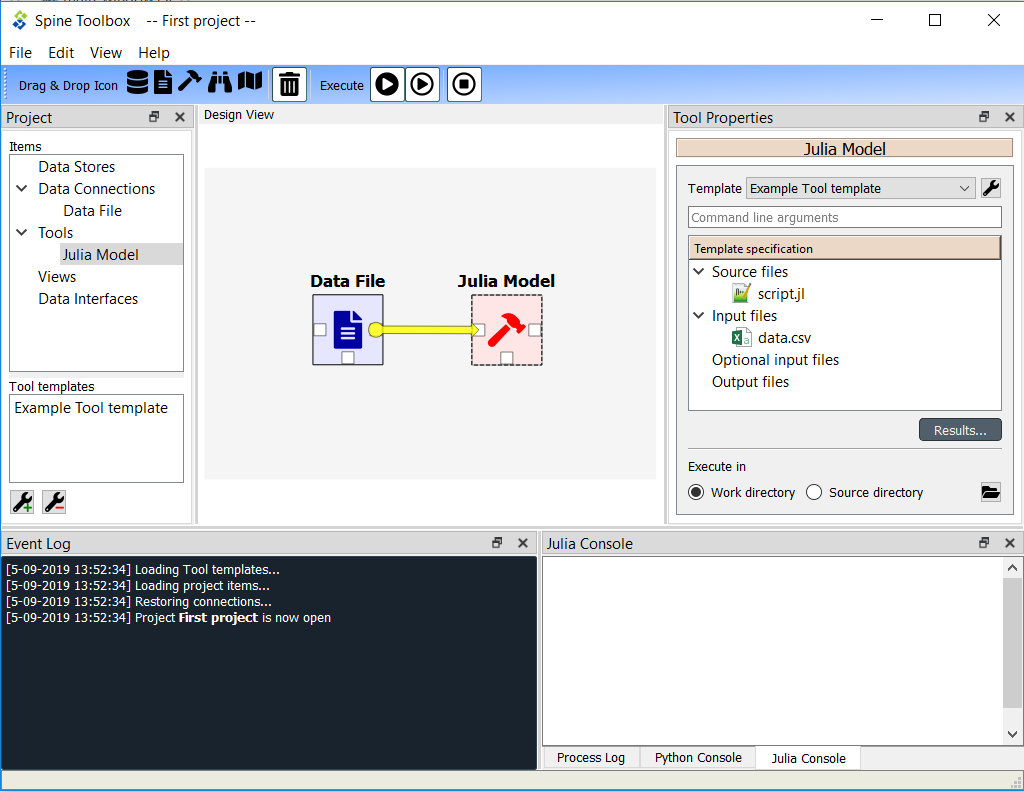 Spine Toolbox -- First project --
File Edit View Help
Drag & Drop Icon Execute
Project
Items
Data Stores
Data Connections
Data File
Tools
Julia Model
Views
Data Interfaces
Tool templates
Example Tool template
Design View
Data File Julia Model
Tool Properties
Julia Model
Template Example Tool template
Command line arguments
Template specification
Source files
script.jl
Input files
data.csv
Optional input files
Output files
Results...
Execute in
Work directory Source directory
Event Log
[5-09-2019 13:52:34] Loading Tool templates...
[5-09-2019 13:52:34] Loading project items...
[5-09-2019 13:52:34] Restoring connections...
[5-09-2019 13:52:34] Project First project is now open
Julia Console
Process Log Python Console Julia Console